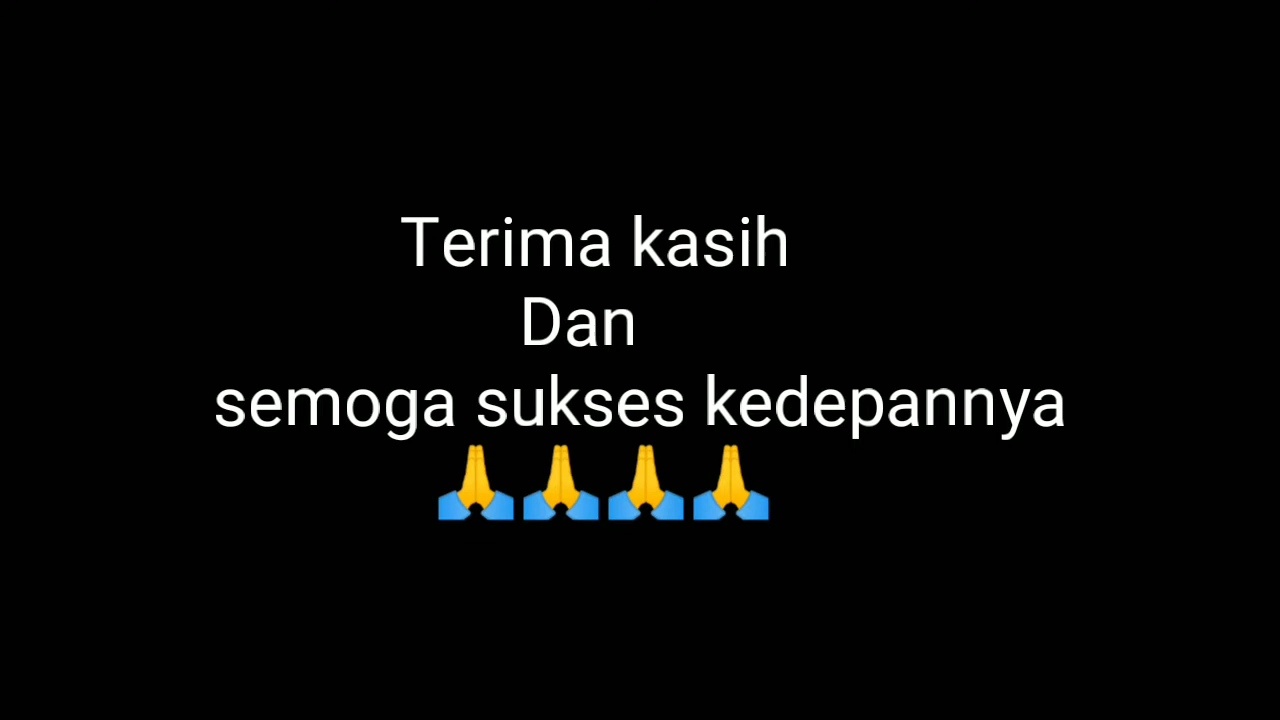 Terima kasih
Dan
semoga sukses kedepannya
🙏🙏🙏🙏